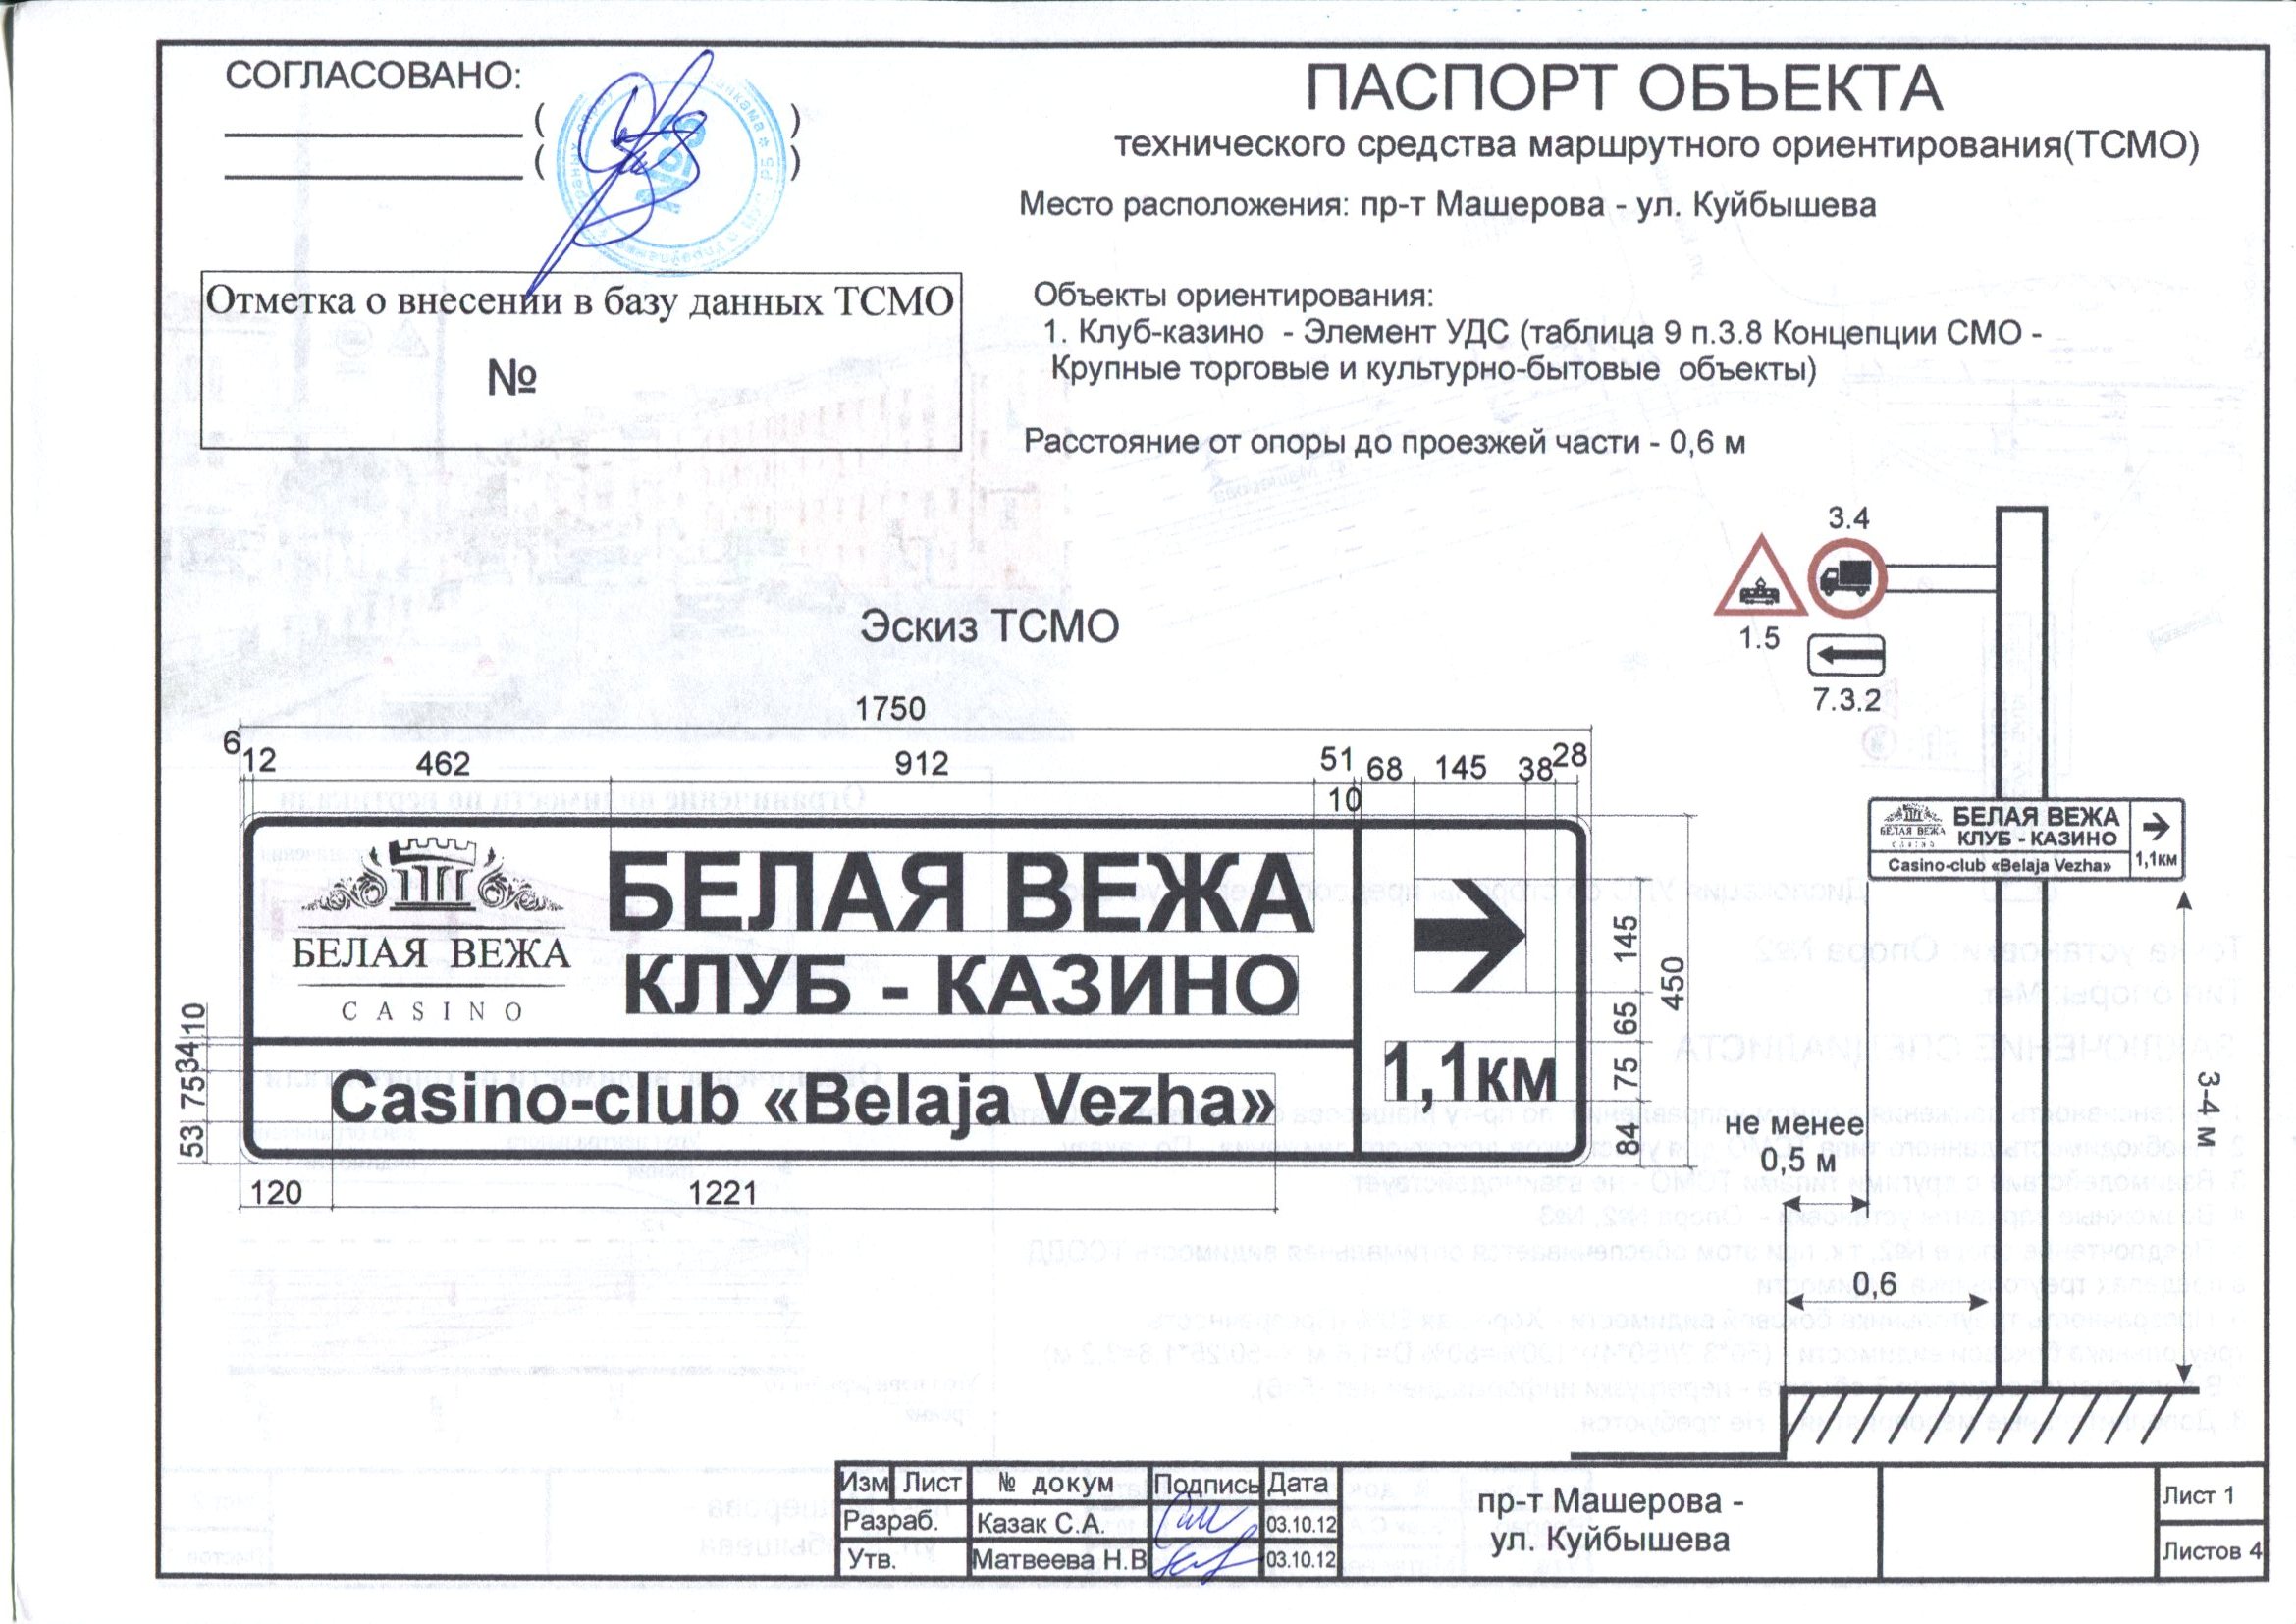 СОГЛАСОВАНО:
( )
( )
№3
ПАСПОРТ ОБЪЕКТА
технического средства маршрутного ориентирования(ТСМО)
Место расположения: пр-т Машерова - ул. Куйбышева
Отметка о внесении в базу данных ТСМО
№
Объекты ориентирования:
1. Клуб-казино - Элемент УДС (таблица 9 п.3.8 Концепции СМО -
Крупные торговые и культурно-бытовые объекты)
Расстояние от опоры до проезжей части - 0,6 м
3.4
1.5
7.3.2
Эскиз ТСМО
1750
6 12 462 912 51 10 68 145 38 28
БЕЛАЯ ВЕЖА
CASINO
БЕЛАЯ ВЕЖА
КЛУБ - КАЗИНО
Casino-club «Belaja Vezha»
1,1км
10
34
75
53
120 1221
145
65
75
84
450
БЕЛАЯ ВЕЖА
CASINO
БЕЛАЯ ВЕЖА
КЛУБ - КАЗИНО
Casino-club «Belaja Vezha»
1,1км
не менее
0,5 м
0,6
3-4 м
Изм Лист № докум Подпись Дата
Разраб. Казак С.А. 03.10.12
Утв. Матвеева Н.В 03.10.12
пр-т Машерова -
ул. Куйбышева
Лист 1
Листов 4